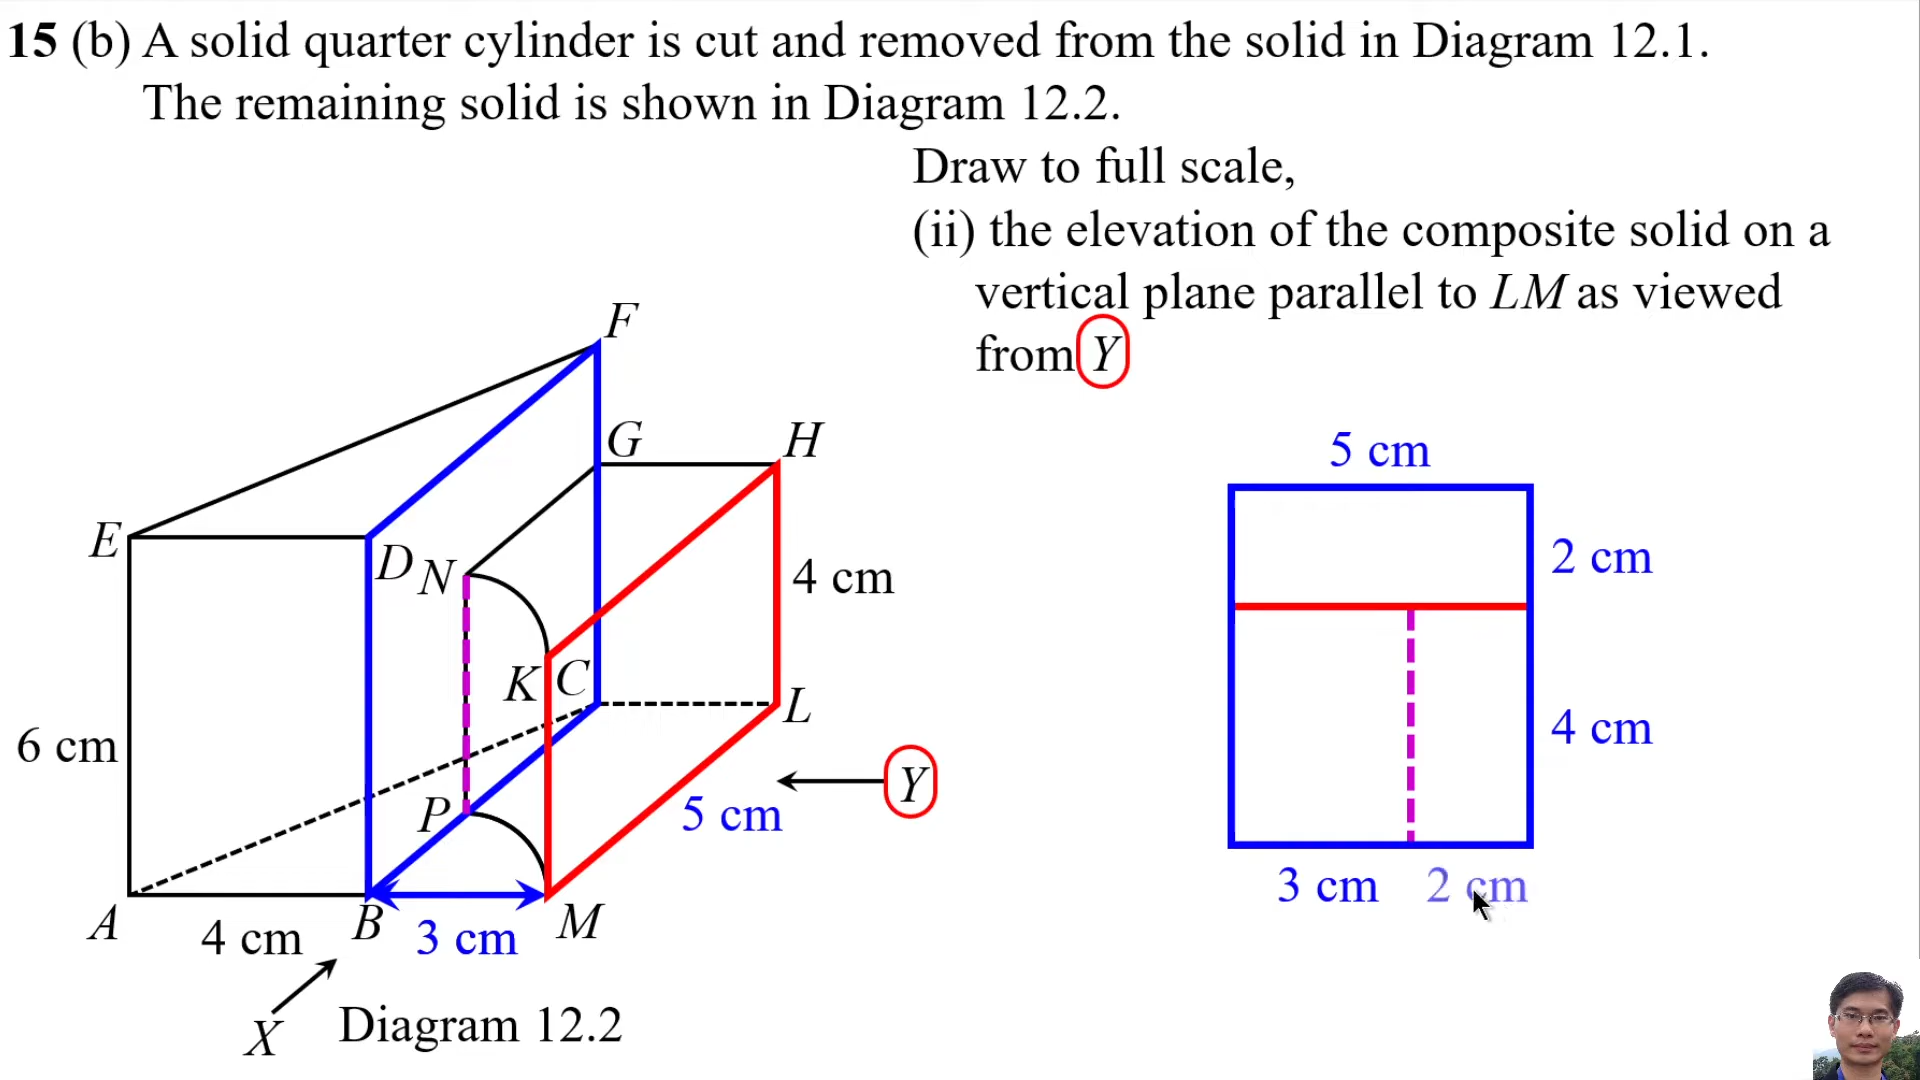 15 (b) A solid quarter cylinder is cut and removed from the solid in Diagram 12.1.
The remaining solid is shown in Diagram 12.2.
Draw to full scale,
(ii) the elevation of the composite solid on a
vertical plane parallel to LM as viewed
from Y
F
G
H
E
D
N
4 cm
K
C
L
6 cm
P
Y
5 cm
A
B
M
4 cm
3 cm
X
Diagram 12.2
5 cm
2 cm
4 cm
3 cm 2 cm